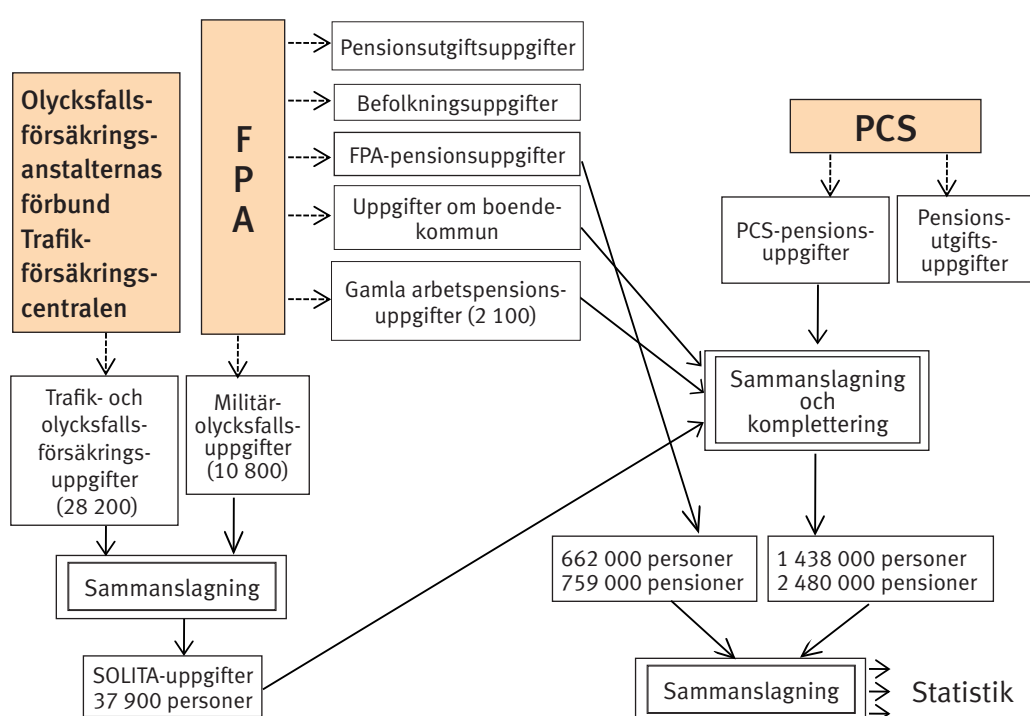 Olycksfalls-
försäkrings-
anstalternas
förbund
Trafik-
försäkrings-
centralen
F
P
A
Pensionsutgiftsuppgifter
Befolkningsuppgifter
FPA-pensionsuppgifter
Uppgifter om boende-
kommun
Gamla arbetspensions-
uppgifter (2 100)
PCS
PCS-pensions-
uppgifter
Pensions-
utgifts-
uppgifter
Trafik- och
olycksfalls-
försäkrings-
uppgifter
(28 200)
Militär-
olycksfalls-
uppgifter
(10 800)
Sammanslagning
och
komplettering
Sammanslagning
SOLITA-uppgifter
37 900 personer
662 000 personer
759 000 pensioner
1 438 000 personer
2 480 000 pensioner
Sammanslagning
Statistik